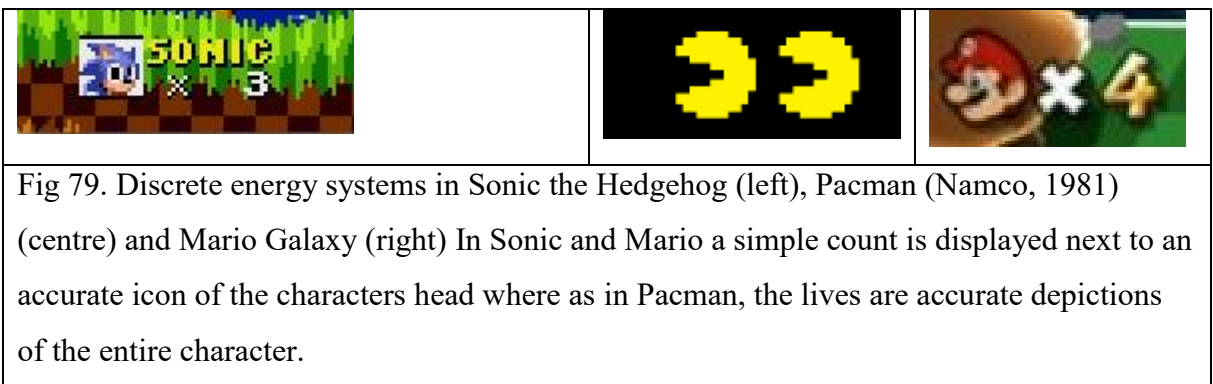 SONIC
x 3
x 4
Fig 79. Discrete energy systems in Sonic the Hedgehog (left), Pacman (Namco, 1981)
(centre) and Mario Galaxy (right) In Sonic and Mario a simple count is displayed next to an
accurate icon of the characters head where as in Pacman, the lives are accurate depictions
of the entire character.